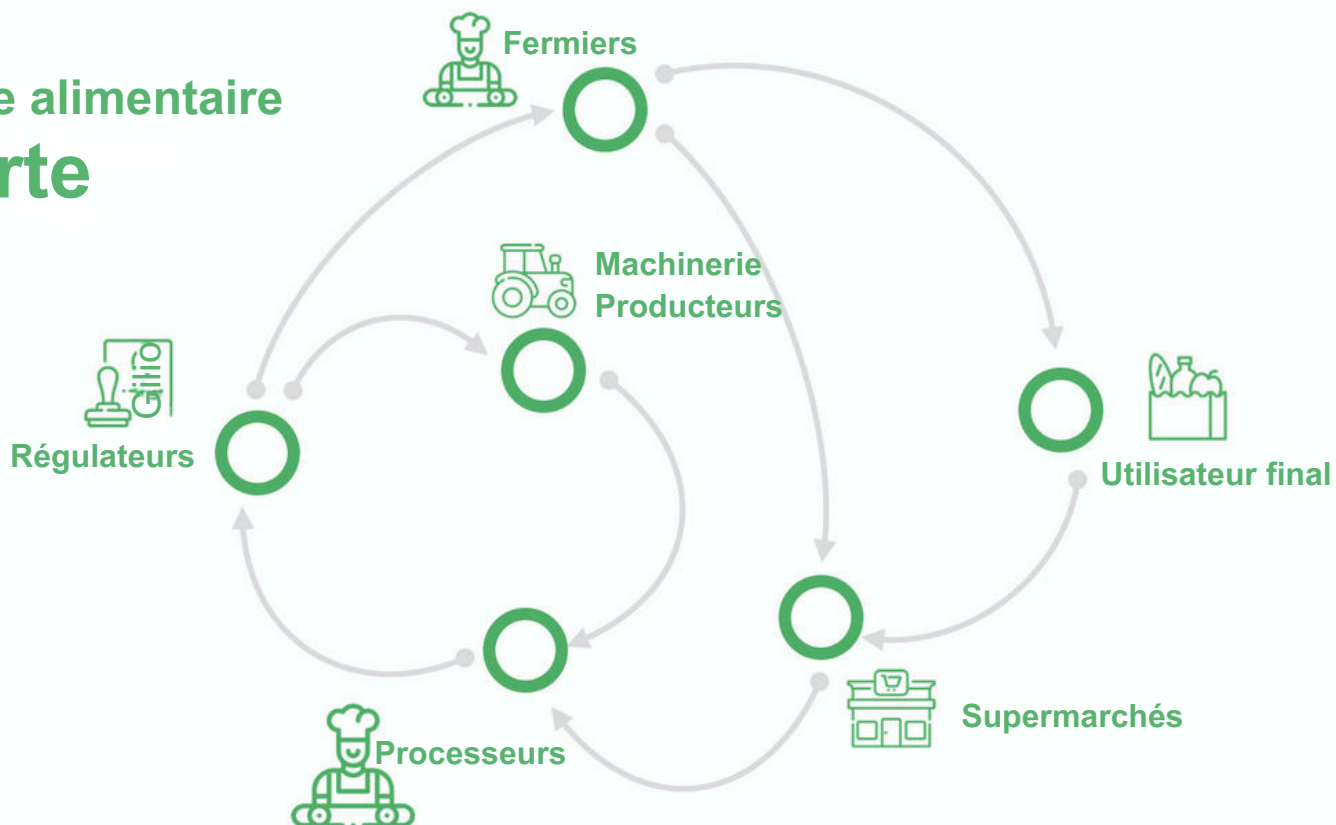 Fermiers
e alimentaire
rte
Machinerie
Producteurs
Régulateurs
Utilisateur final
Supermarchés
Processeurs